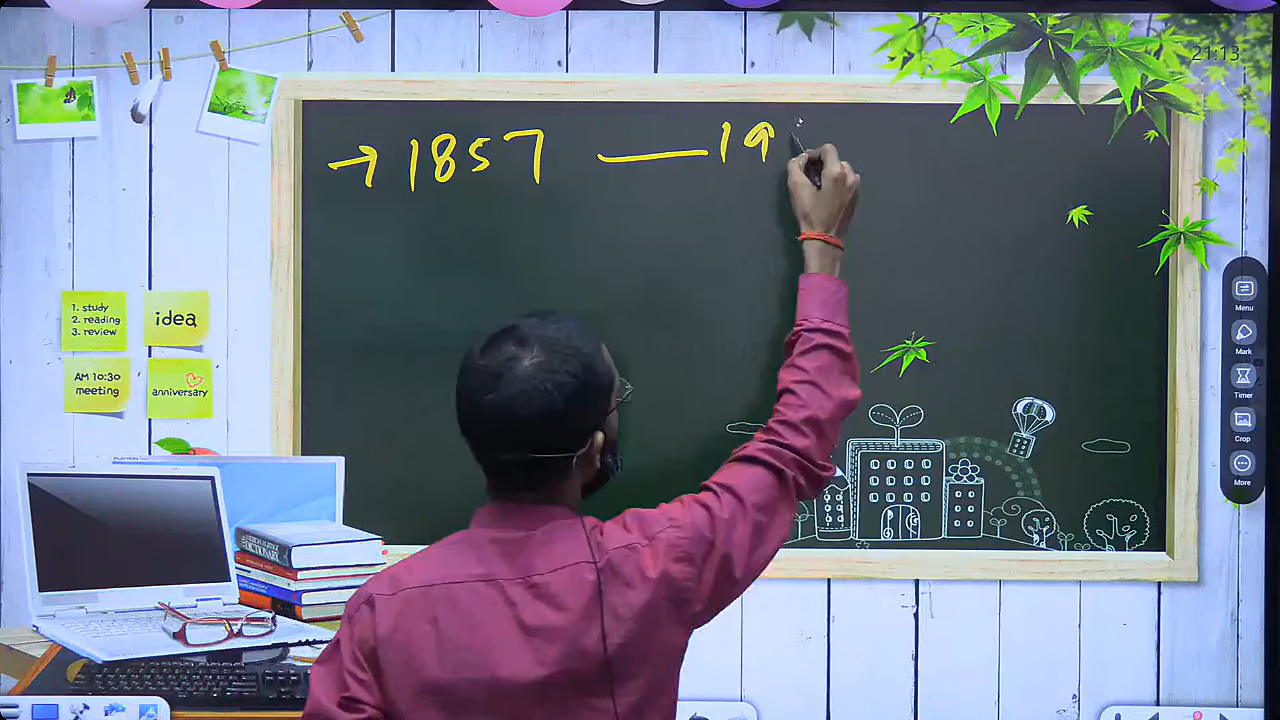 21:13
→ 1857 — 19
1. study
2. reading
3. review
idea
AM 10:30
meeting
anniversary
DICTIONARY
Menu
Mark
Timer
Crop
More